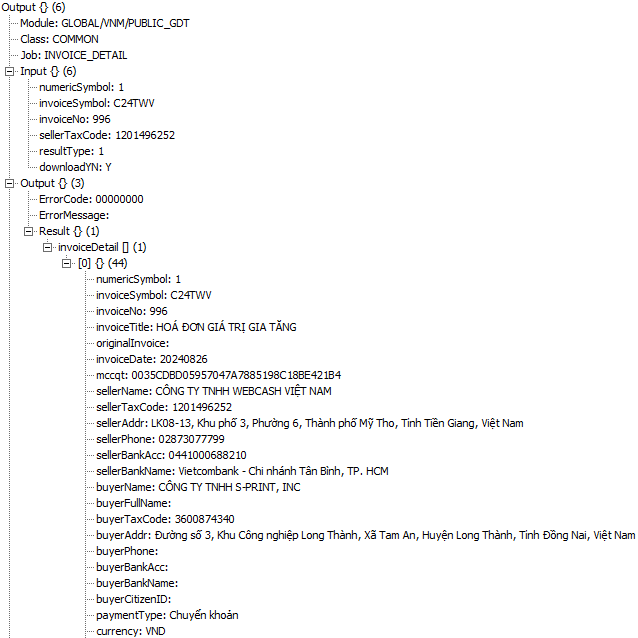 Output {} (6)
Module: GLOBAL/VNM/PUBLIC_GDT
Class: COMMON
Job: INVOICE_DETAIL
Input {} (6)
numericSymbol: 1
invoiceSymbol: C24TWV
invoiceNo: 996
sellerTaxCode: 1201496252
resultType: 1
downloadYN: Y
Output {} (3)
ErrorCode: 00000000
ErrorMessage:
Result {} (1)
invoiceDetail [] (1)
[0] {} (44)
numericSymbol: 1
invoiceSymbol: C24TWV
invoiceNo: 996
invoiceTitle: HOÁ ĐƠN GIÁ TRỊ GIA TĂNG
originalInvoice:
invoiceDate: 20240826
mccqt: 0035CDBD05957047A7885198C18BE421B4
sellerName: CÔNG TY TNHH WEBCASH VIỆT NAM
sellerTaxCode: 1201496252
sellerAddr: LK08-13, Khu phố 3, Phường 6, Thành phố Mỹ Tho, Tỉnh Tiền Giang, Việt Nam
sellerPhone: 02873077799
sellerBankAcc: 0441000688210
sellerBankName: Vietcombank - Chi nhánh Tân Bình, TP. HCM
buyerName: CÔNG TY TNHH S-PRINT, INC
buyerFullName:
buyerTaxCode: 3600874340
buyerAddr: Đường số 3, Khu Công nghiệp Long Thành, Xã Tam An, Huyện Long Thành, Tỉnh Đồng Nai, Việt Nam
buyerPhone:
buyerBankAcc:
buyerBankName:
buyerCitizenID:
paymentType: Chuyển khoản
currency: VND